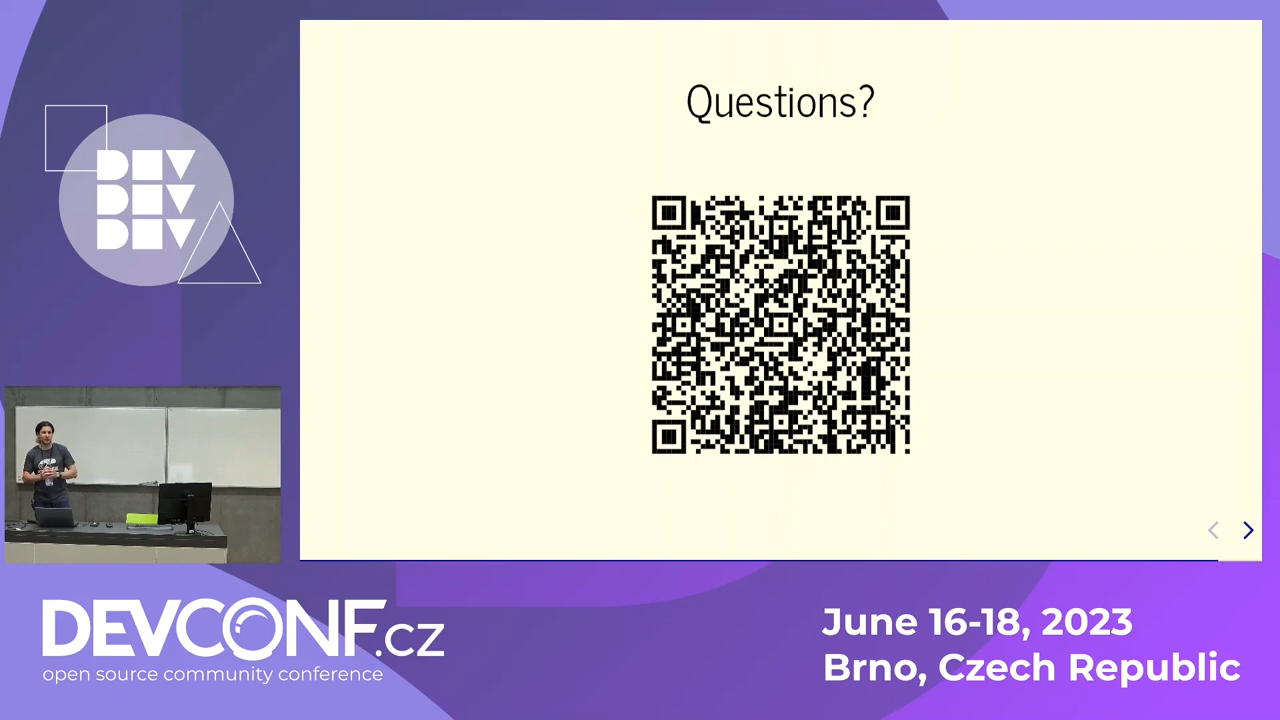 Questions?
DEV
DEV
DEV
DEVCONF.cz
open source community conference
June 16-18, 2023
Brno, Czech Republic